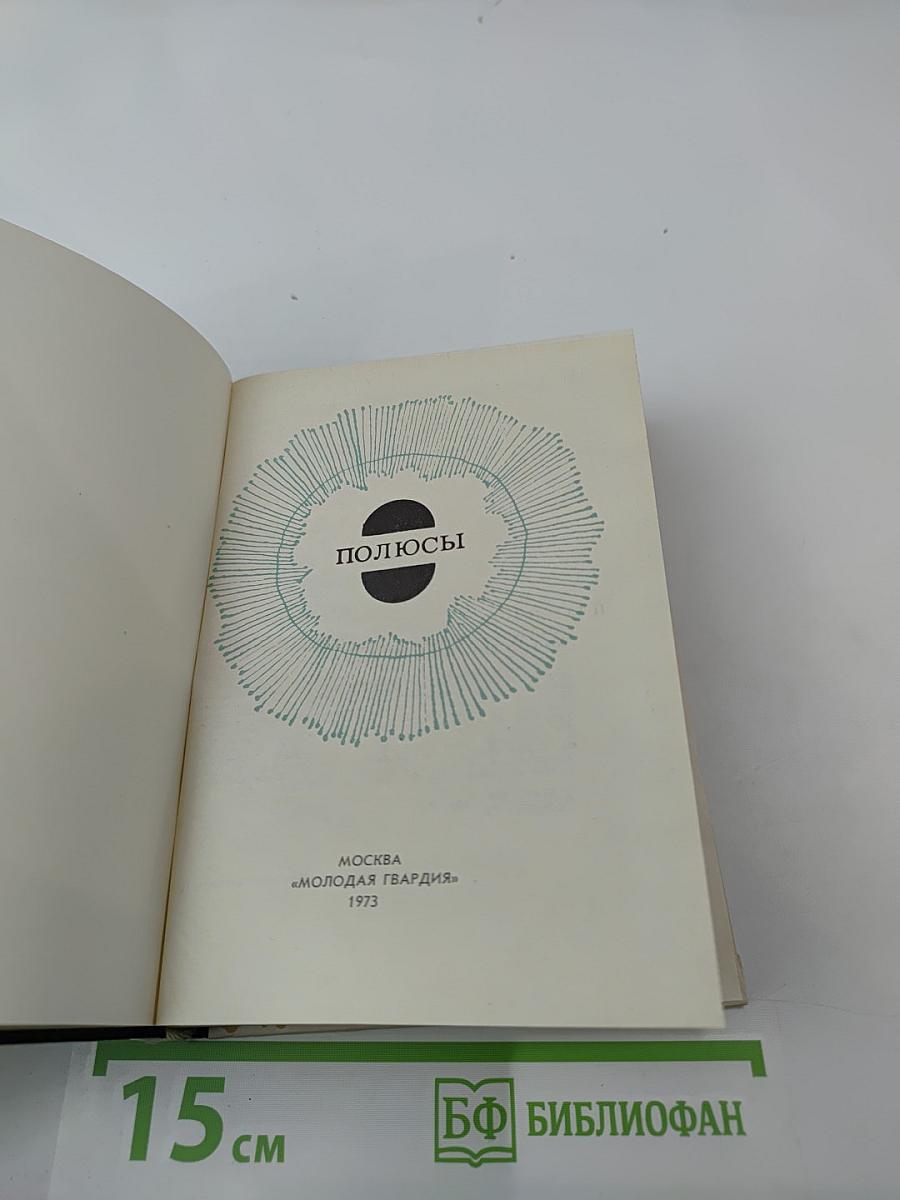 ПОЛЮСЫ
МОСКВА
«МОЛОДАЯ ГВАРДИЯ»
1973
15 см
БФ БИБЛИОФАН